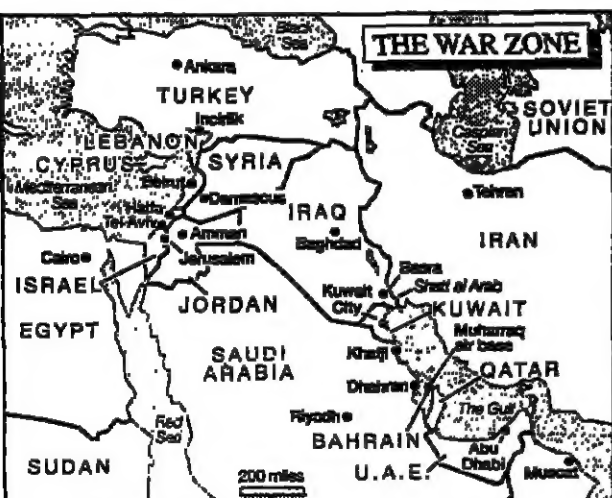 Black
Sea
THE WAR ZONE
Ankara
TURKEY
Incirlik
Caspian
Sea
SOVIET
UNION
LEBANON
CYPRUS
SYRIA
Mediterranean
Sea
Beirut
Damascus
Tehran
Haifa
Tel Aviv
Amman
IRAQ
Baghdad
IRAN
Cairo
Jerusalem
Basra
Shatt al Arab
ISRAEL
JORDAN
Kuwait
City
KUWAIT
EGYPT
Muharraq
air base
SAUDI
ARABIA
Khafji
QATAR
Dhahran
The Gulf
Red
Sea
Riyadh
BAHRAIN
Abu
Dhabi
SUDAN
200 miles
U.A.E.
Muscat